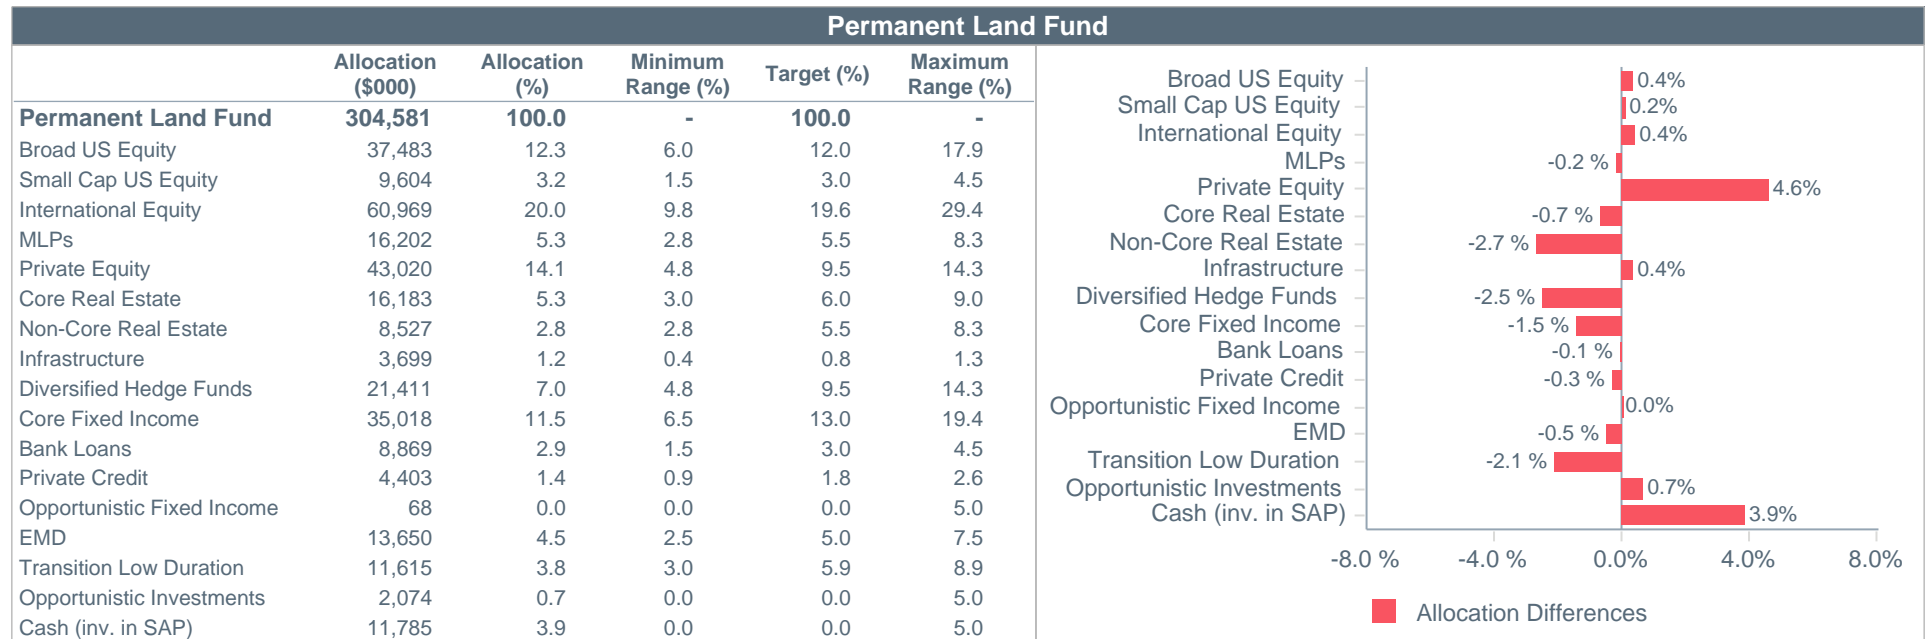 Permanent Land Fund
Allocation ($000) Allocation (%) Minimum Range (%) Target (%) Maximum Range (%)
Permanent Land Fund 304,581 100.0 - 100.0 -
Broad US Equity 37,483 12.3 6.0 12.0 17.9
Small Cap US Equity 9,604 3.2 1.5 3.0 4.5
International Equity 60,969 20.0 9.8 19.6 29.4
MLPs 16,202 5.3 2.8 5.5 8.3
Private Equity 43,020 14.1 4.8 9.5 14.3
Core Real Estate 16,183 5.3 3.0 6.0 9.0
Non-Core Real Estate 8,527 2.8 2.8 5.5 8.3
Infrastructure 3,699 1.2 0.4 0.8 1.3
Diversified Hedge Funds 21,411 7.0 4.8 9.5 14.3
Core Fixed Income 35,018 11.5 6.5 13.0 19.4
Bank Loans 8,869 2.9 1.5 3.0 4.5
Private Credit 4,403 1.4 0.9 1.8 2.6
Opportunistic Fixed Income 68 0.0 0.0 0.0 5.0
EMD 13,650 4.5 2.5 5.0 7.5
Transition Low Duration 11,615 3.8 3.0 5.9 8.9
Opportunistic Investments 2,074 0.7 0.0 0.0 5.0
Cash (inv. in SAP) 11,785 3.9 0.0 0.0 5.0
Broad US Equity 0.4%
Small Cap US Equity 0.2%
International Equity 0.4%
MLPs -0.2 %
Private Equity 4.6%
Core Real Estate -0.7 %
Non-Core Real Estate -2.7 %
Infrastructure 0.4%
Diversified Hedge Funds -2.5 %
Core Fixed Income -1.5 %
Bank Loans -0.1 %
Private Credit -0.3 %
Opportunistic Fixed Income 0.0%
EMD -0.5 %
Transition Low Duration -2.1 %
Opportunistic Investments 0.7%
Cash (inv. in SAP) 3.9%
-8.0 % -4.0 % 0.0% 4.0% 8.0%
Allocation Differences